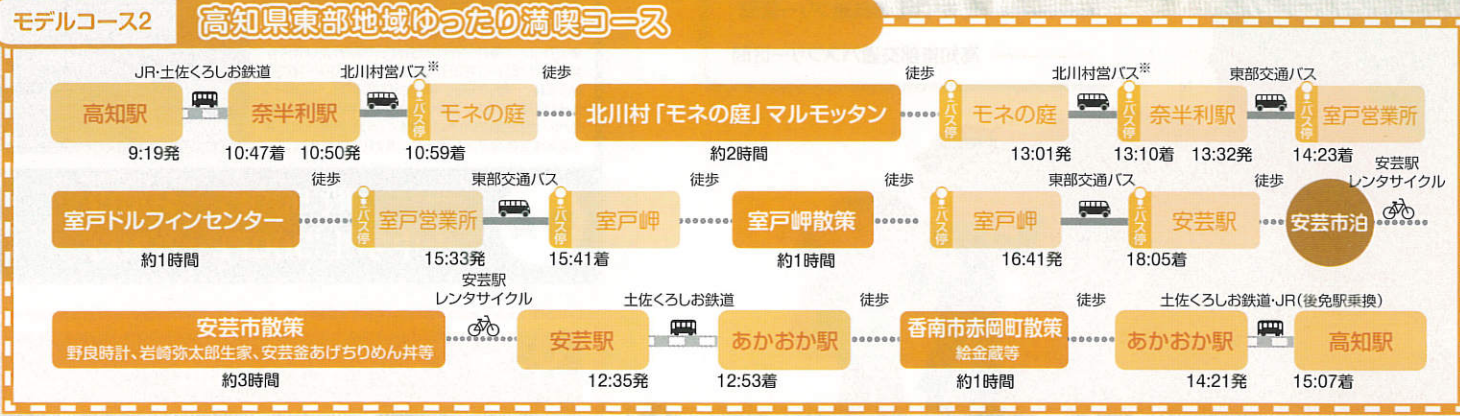 モデルコース2 高知県東部地域ゆったり満喫コース
JR・土佐くろしお鉄道 北川村営バス※ 徒歩 徒歩 北川村営バス※ 東部交通バス
高知駅 奈半利駅 バス停 モネの庭 北川村「モネの庭」マルモッタン バス停 モネの庭 バス停 奈半利駅 バス停 室戸営業所
9:19発 10:47着 10:50発 10:59着 約2時間 13:01発 13:10着 13:32発 14:23着
徒歩 東部交通バス 徒歩 徒歩 東部交通バス 徒歩 安芸駅
レンタサイクル
室戸ドルフィンセンター バス停 室戸営業所 バス停 室戸岬 室戸岬散策 バス停 室戸岬 バス停 安芸駅 安芸市泊
約1時間 15:33発 15:41着 約1時間 16:41発 18:05着
安芸駅
レンタサイクル 土佐くろしお鉄道 徒歩 徒歩 土佐くろしお鉄道・JR(後免駅乗換)
安芸市散策 安芸駅 あかおか駅 香南市赤岡町散策 あかおか駅 高知駅
野良時計、岩崎弥太郎生家、安芸釜あげちりめん丼等 絵金蔵等
約3時間 12:35発 12:53着 約1時間 14:21発 15:07着